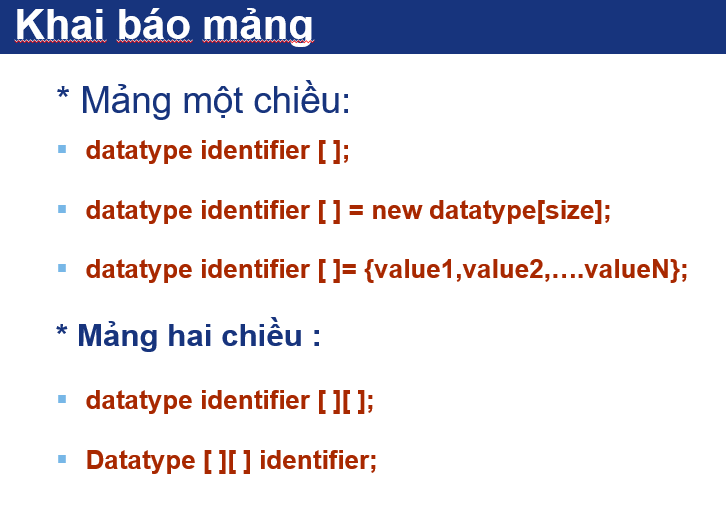 Khai báo mảng
* Mảng một chiều:
▪ datatype identifier [ ];
▪ datatype identifier [ ] = new datatype[size];
▪ datatype identifier [ ]= {value1,value2,….valueN};
* Mảng hai chiều :
▪ datatype identifier [ ][ ];
▪ Datatype [ ][ ] identifier;